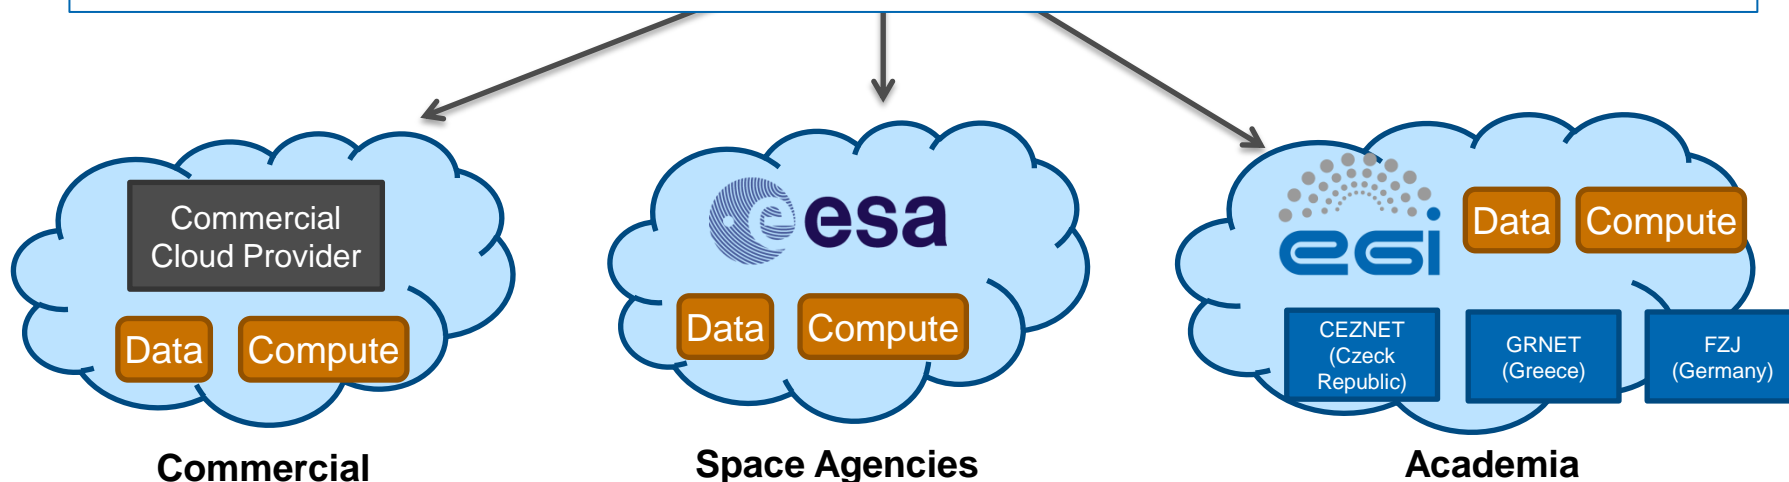 Commercial
Cloud Provider
Data
Compute
Commercial
esa
Data
Compute
Space Agencies
egi
Data
Compute
CEZNET
(Czeck
Republic)
GRNET
(Greece)
FZJ
(Germany)
Academia